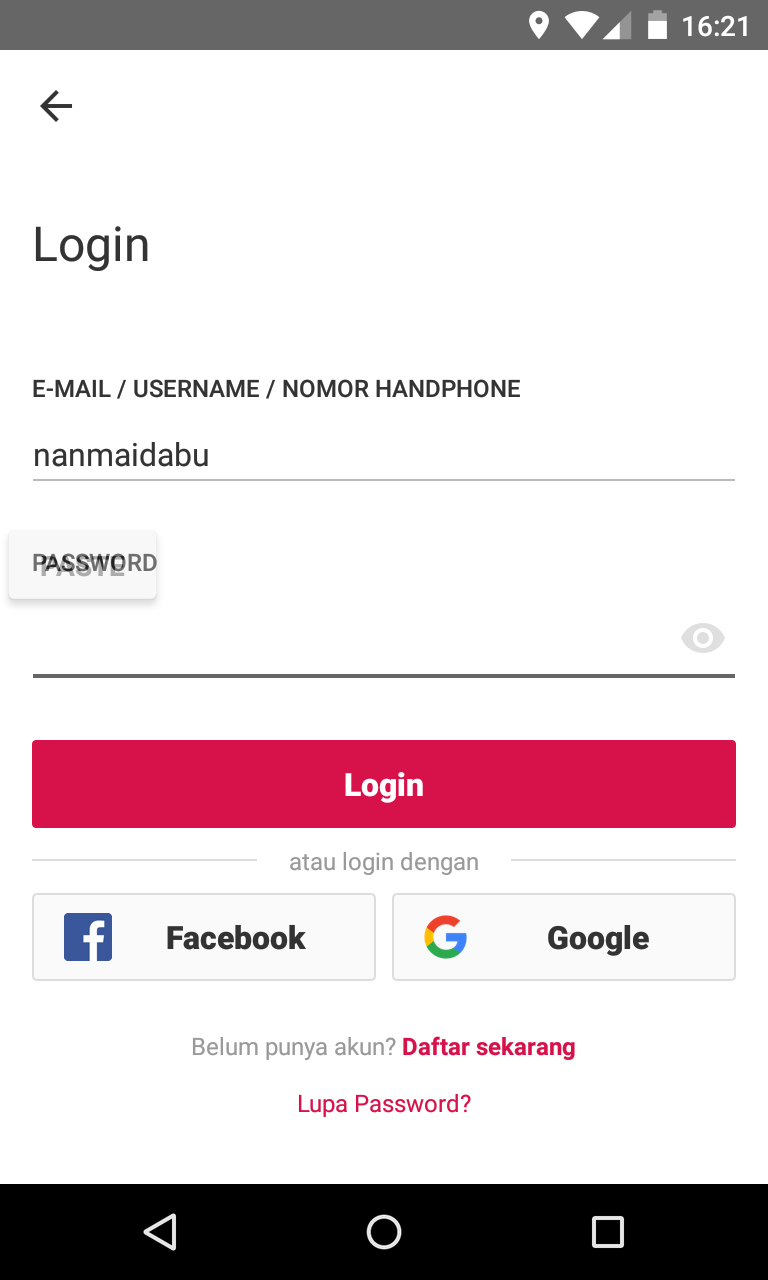 16:21
Login
E-MAIL / USERNAME / NOMOR HANDPHONE
nanmaidabu
PASSWORD
PASTE
Login
atau login dengan
Facebook
Google
Belum punya akun? Daftar sekarang
Lupa Password?